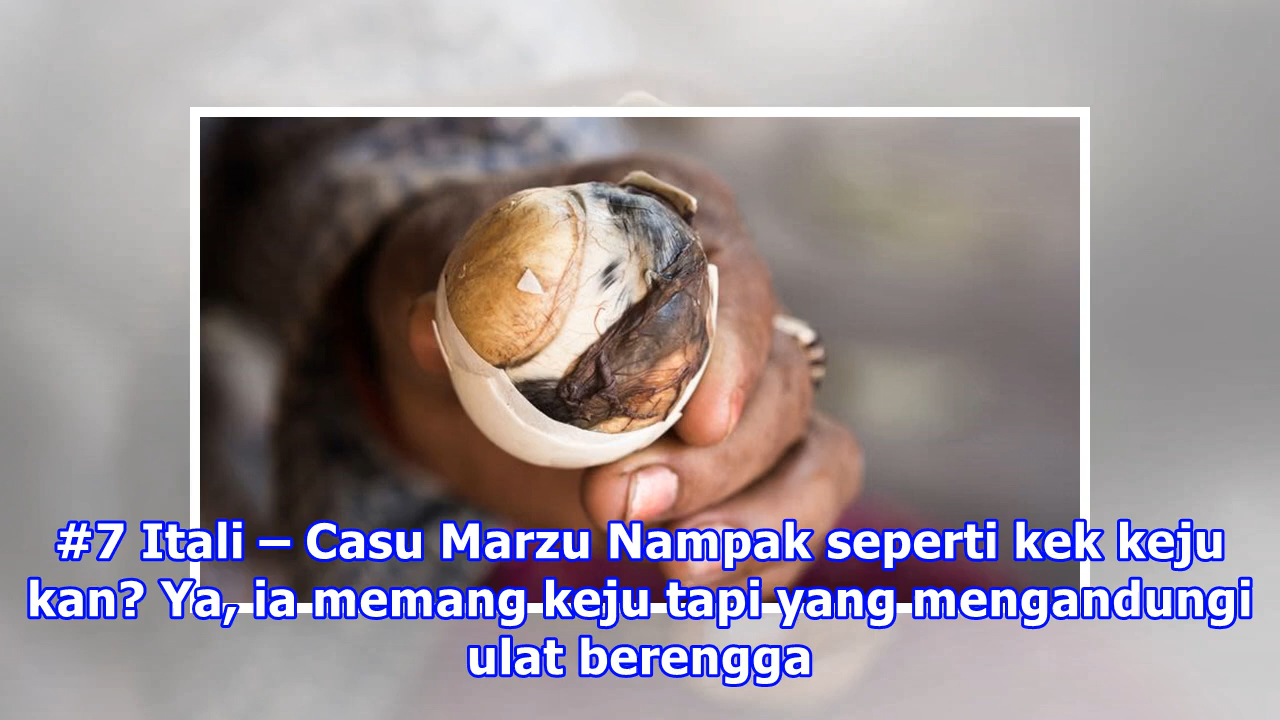 #7 Itali – Casu Marzu Nampak seperti kek keju
kan? Ya, ia memang keju tapi yang mengandungi
ulat berengga